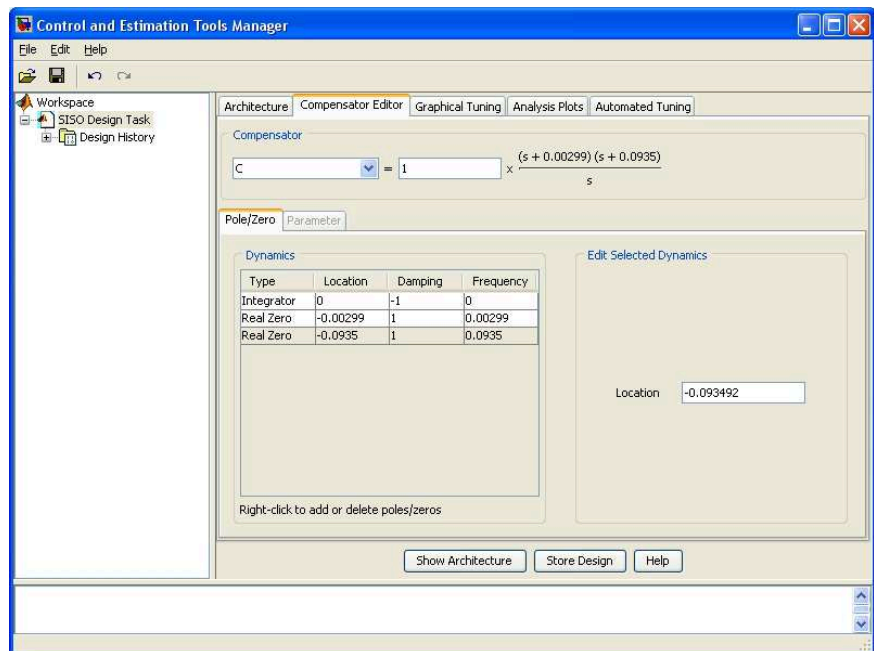 Control and Estimation Tools Manager
File Edit Help
Workspace
SISO Design Task
Design History
Architecture Compensator Editor Graphical Tuning Analysis Plots Automated Tuning
Compensator
C = 1 x (s + 0.00299) (s + 0.0935)
s
Pole/Zero Parameter
Dynamics
Type Location Damping Frequency
Integrator 0 -1 0
Real Zero -0.00299 1 0.00299
Real Zero -0.0935 1 0.0935
Right-click to add or delete poles/zeros
Edit Selected Dynamics
Location -0.093492
Show Architecture Store Design Help